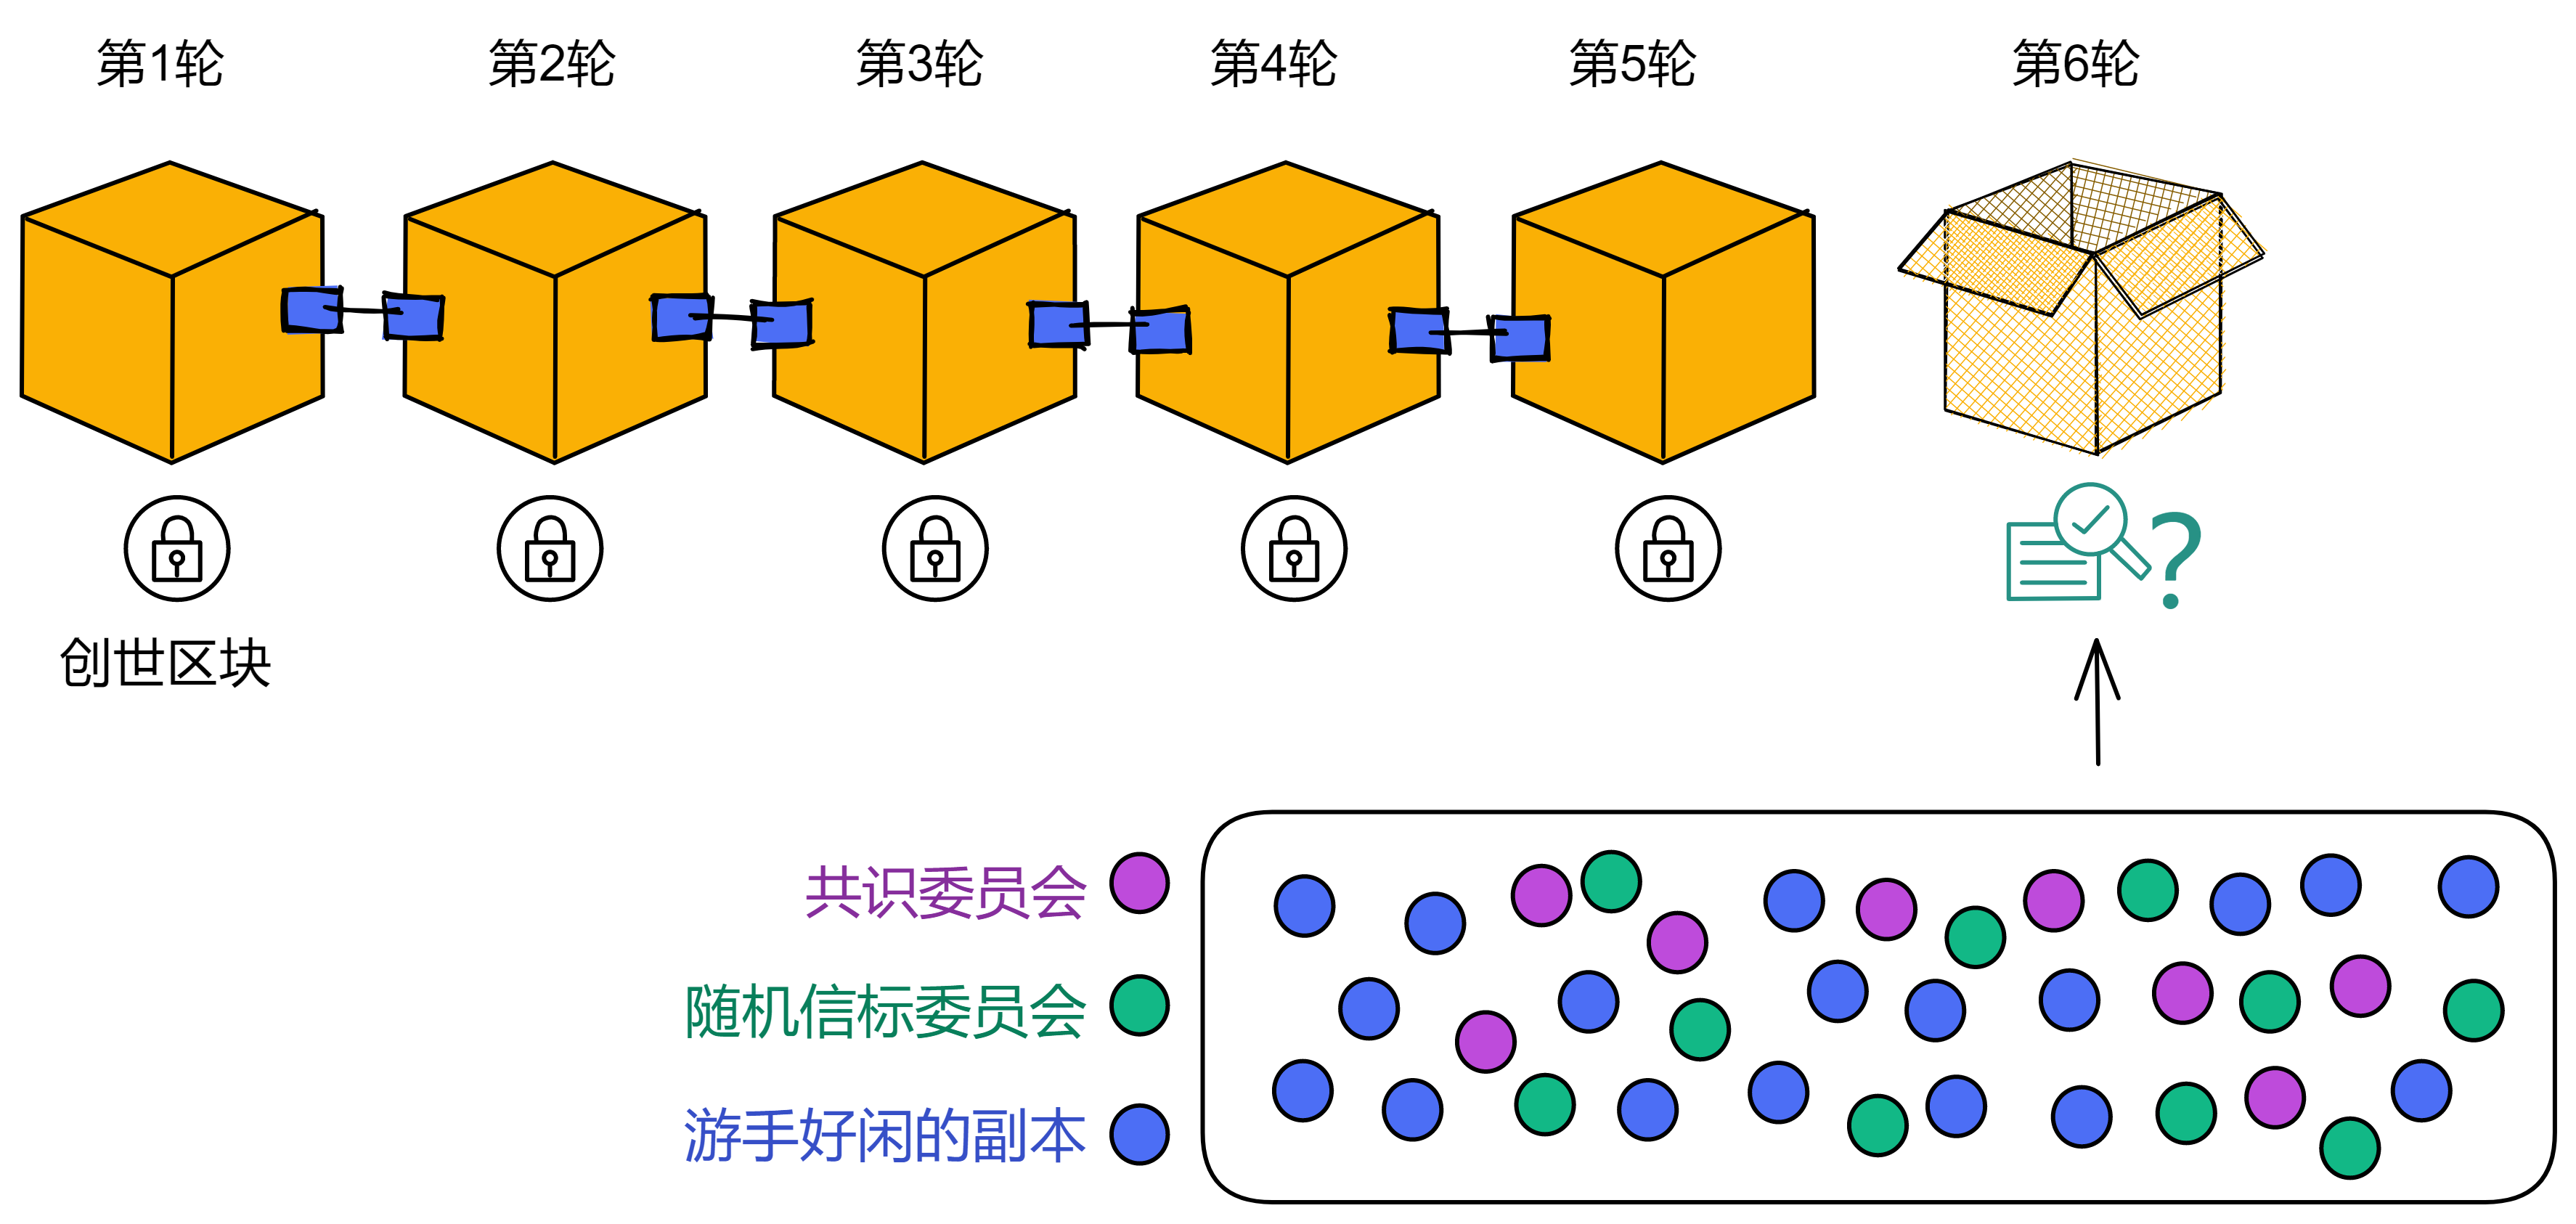 第1轮
第2轮
第3轮
第4轮
第5轮
第6轮
?
创世区块
共识委员会
随机信标委员会
游手好闲的副本